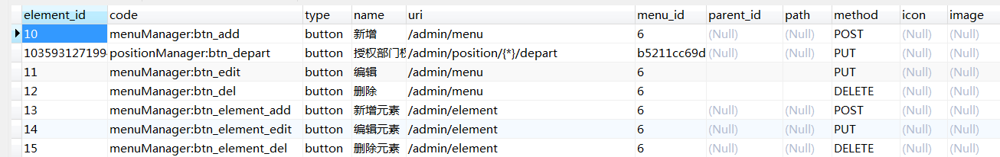 element_id code type name uri menu_id parent_id path method icon image
10 menuManager:btn_add button 新增 /admin/menu 6 (Null) (Null) POST (Null) (Null)
103593127199 positionManager:btn_depart button 授权部门 /admin/position/{*}/depart b5211cc69d (Null) (Null) PUT (Null) (Null)
11 menuManager:btn_edit button 编辑 /admin/menu 6 PUT (Null) (Null)
12 menuManager:btn_del button 删除 /admin/menu 6 DELETE (Null) (Null)
13 menuManager:btn_element_add button 新增元素 /admin/element 6 (Null) (Null) POST (Null) (Null)
14 menuManager:btn_element_edit button 编辑元素 /admin/element 6 (Null) (Null) PUT (Null) (Null)
15 menuManager:btn_element_del button 删除元素 /admin/element 6 (Null) (Null) DELETE (Null) (Null)